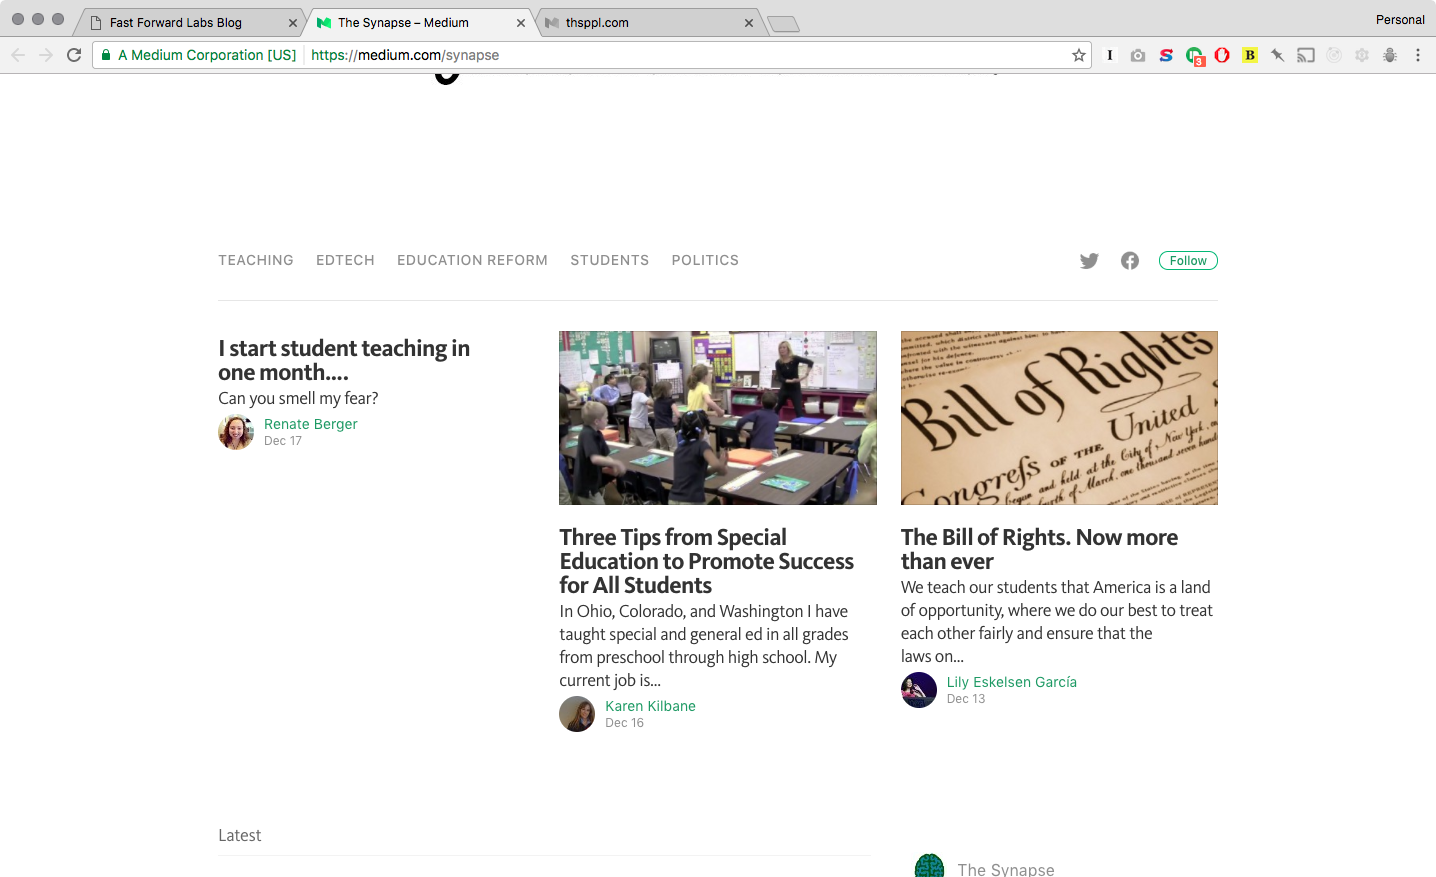 Fast Forward Labs Blog
The Synapse – Medium
thsppl.com
Personal
A Medium Corporation [US]
https://medium.com/synapse
I
3
B
TEACHING EDTECH EDUCATION REFORM STUDENTS POLITICS
Follow
I start student teaching in
one month....
Can you smell my fear?
Renate Berger
Dec 17
Three Tips from Special
Education to Promote Success
for All Students
In Ohio, Colorado, and Washington I have
taught special and general ed in all grades
from preschool through high school. My
current job is...
Karen Kilbane
Dec 16
Bill of Rights
Congress OF THE United
begun and held at the City of New York, on
The Bill of Rights. Now more
than ever
We teach our students that America is a land
of opportunity, where we do our best to treat
each other fairly and ensure that the
laws on...
Lily Eskelsen García
Dec 13
Latest
The Synapse